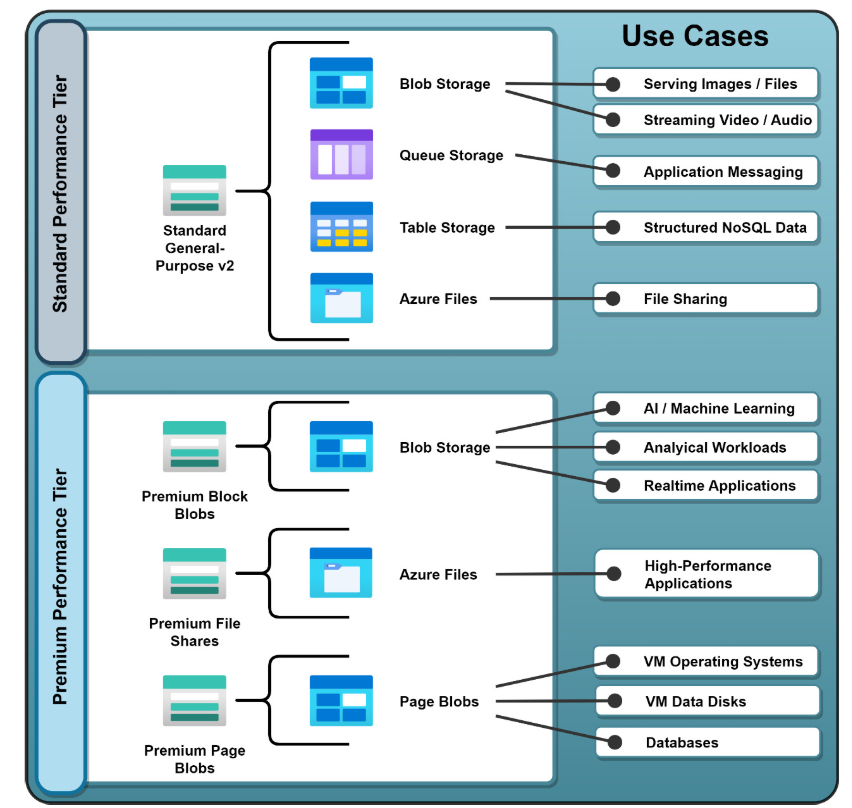 Use Cases
Standard Performance Tier
Standard
General-
Purpose v2
Blob Storage
Serving Images / Files
Streaming Video / Audio
Queue Storage
Application Messaging
Table Storage
Structured NoSQL Data
Azure Files
File Sharing
Premium Performance Tier
Premium Block
Blobs
Blob Storage
AI / Machine Learning
Analyical Workloads
Realtime Applications
Premium File
Shares
Azure Files
High-Performance
Applications
Premium Page
Blobs
Page Blobs
VM Operating Systems
VM Data Disks
Databases